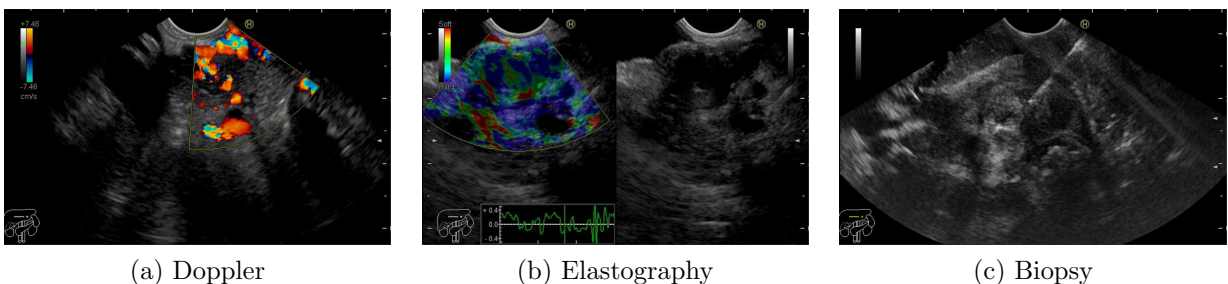 +7.46
-7.46
cm/s
H
Soft
Hard
H
+ 0.4
0.0
- 0.4
H
(a) Doppler
(b) Elastography
(c) Biopsy